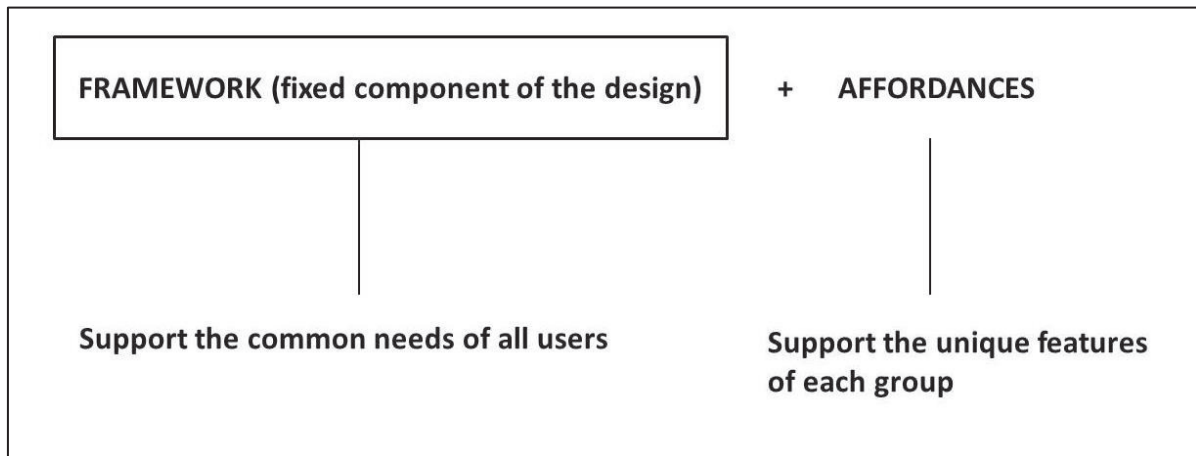 FRAMEWORK (fixed component of the design) + AFFORDANCES
Support the common needs of all users
Support the unique features
of each group